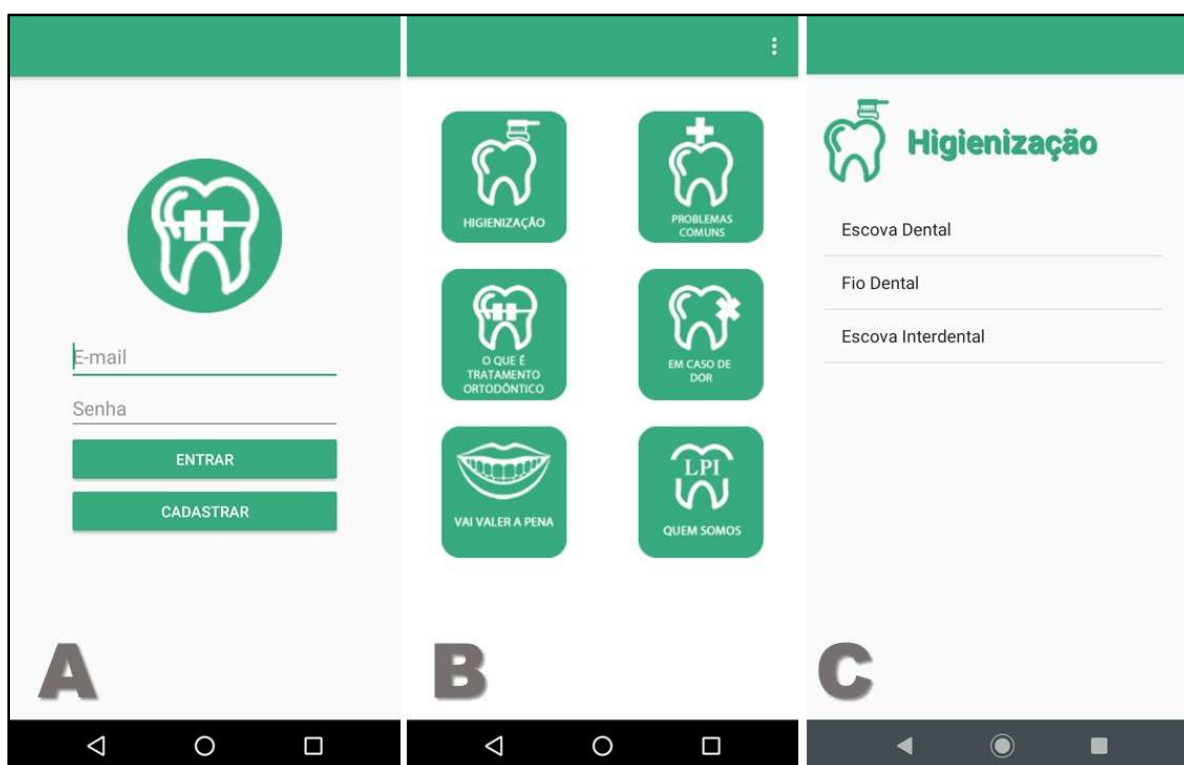 E-mail
Senha
ENTRAR
CADASTRAR
A
HIGIENIZAÇÃO
PROBLEMAS
COMUNS
O QUE É
TRATAMENTO
ORTODÔNTICO
EM CASO DE
DOR
VAI VALER A PENA
LPI
QUEM SOMOS
B
Higienização
Escova Dental
Fio Dental
Escova Interdental
C